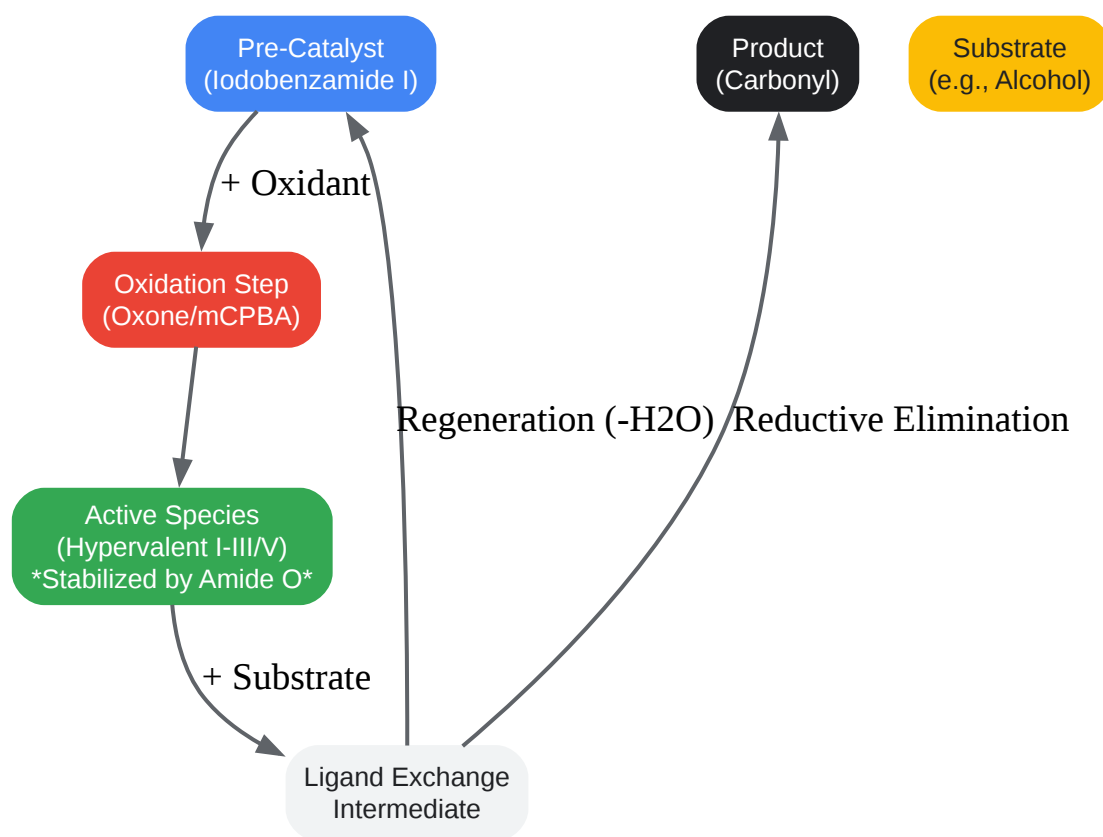 Pre-Catalyst
(Iodobenzamide I)
Product
(Carbonyl)
Substrate
(e.g., Alcohol)
+ Oxidant
Oxidation Step
(Oxone/mCPBA)
Regeneration (-H2O)
Reductive Elimination
Active Species
(Hypervalent I-III/V)
*Stabilized by Amide O*
+ Substrate
Ligand Exchange
Intermediate